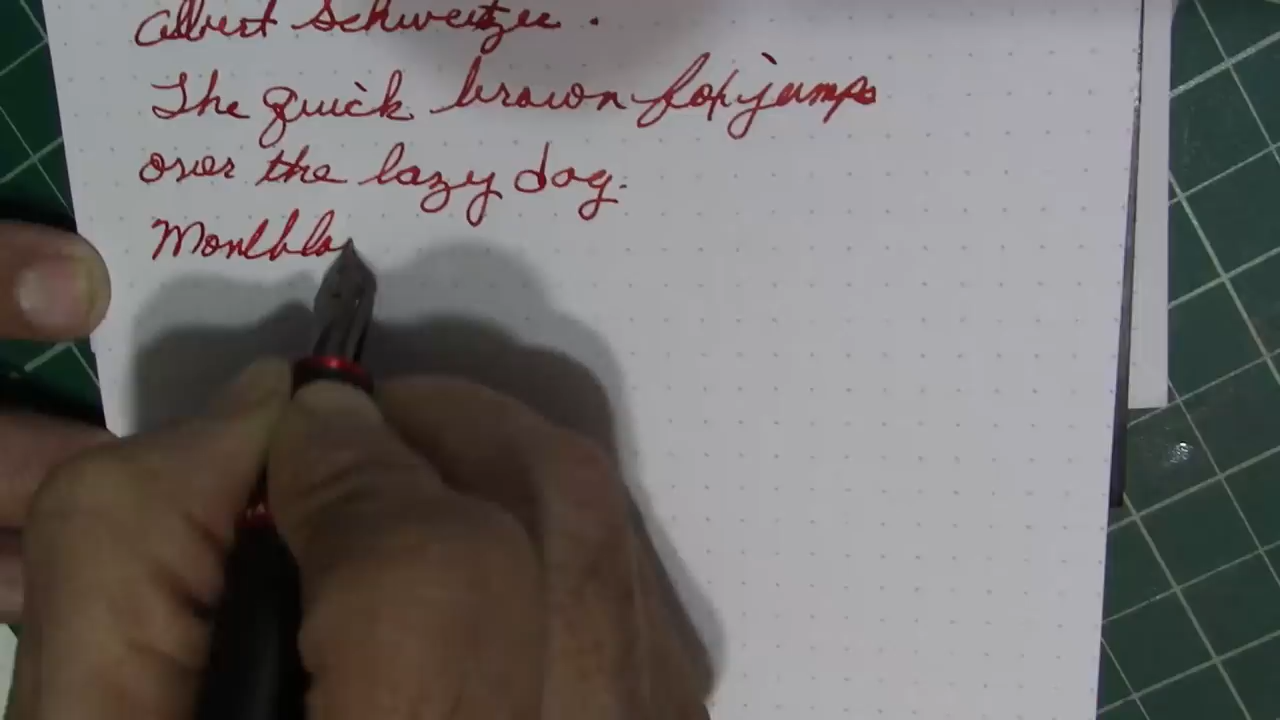 Albert Schweitzer.
The quick brown fox jumps
over the lazy dog.
Montbla